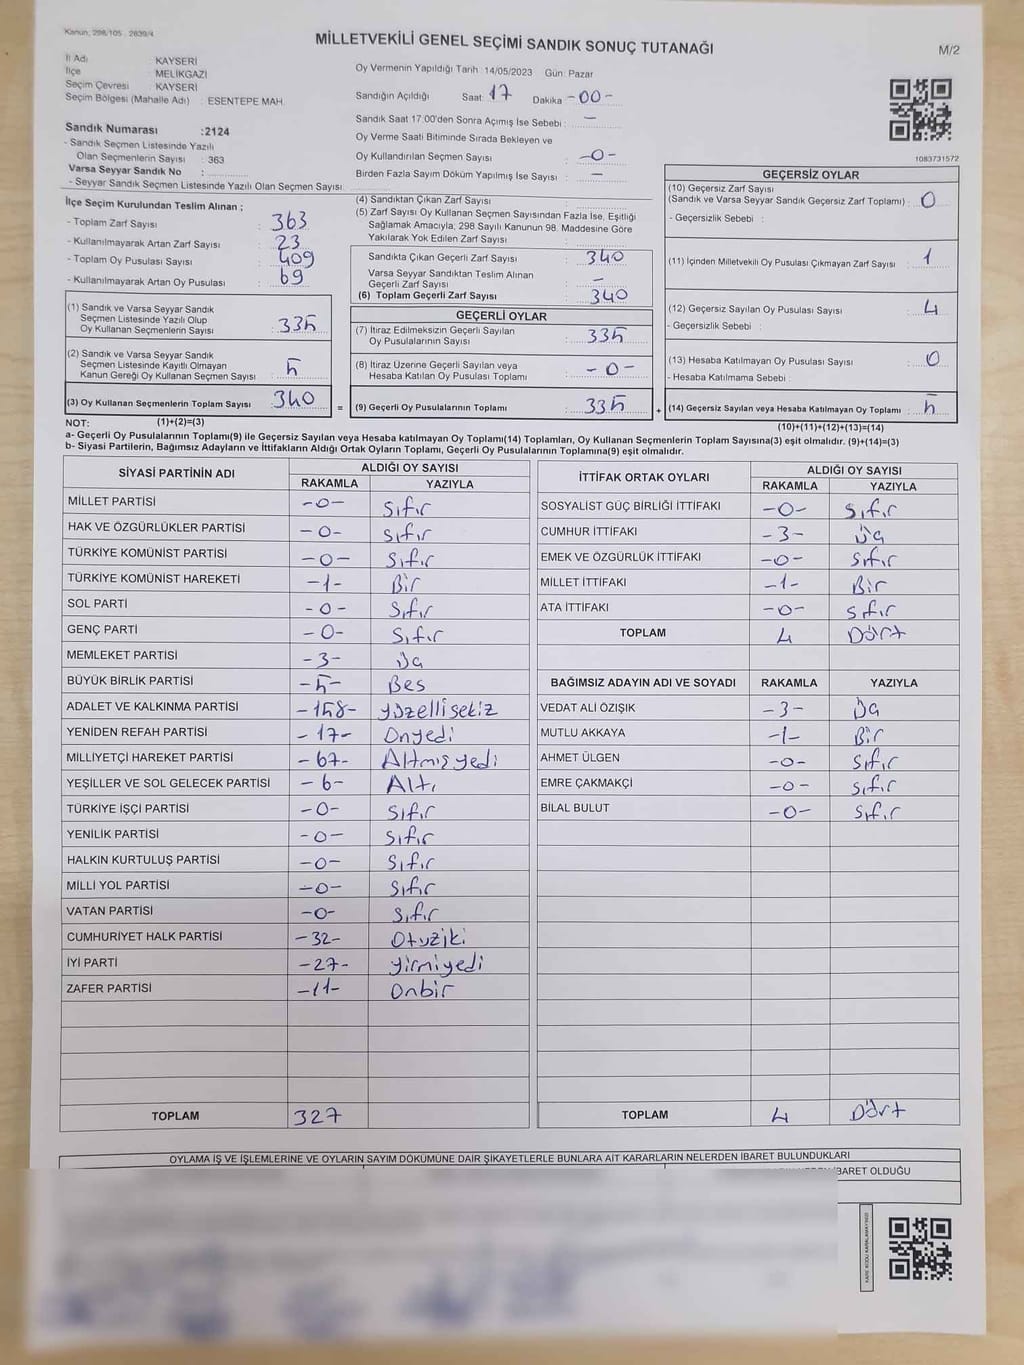 Kanun, 298/105 . 2839/4
MİLLETVEKİLİ GENEL SEÇİMİ SANDIK SONUÇ TUTANAĞI
M/2
İl Adı KAYSERİ
İlçe MELİKGAZİ
Seçim Çevresi KAYSERİ
Seçim Bölgesi (Mahalle Adı) : ESENTEPE MAH.
Oy Vermenin Yapıldığı Tarih 14/05/2023 Gün: Pazar
Sandığın Açıldığı Saat: 17 Dakika -00-
Sandık Saat 17.00'den Sonra Açımış İse Sebebi : —
Oy Verme Saati Bitiminde Sırada Bekleyen ve
Oy Kullandırılan Seçmen Sayısı : -0-
Birden Fazla Sayım Döküm Yapılmış İse Sayısı : —
Sandık Numarası :2124
- Sandık Seçmen Listesinde Yazılı
Olan Seçmenlerin Sayısı : 363
Varsa Seyyar Sandık No :
- Seyyar Sandık Seçmen Listesinde Yazılı Olan Seçmen Sayısı :
1083731572
İlçe Seçim Kurulundan Teslim Alınan ;
- Toplam Zarf Sayısı : 363
- Kullanılmayarak Artan Zarf Sayısı : 23
- Toplam Oy Pusulası Sayısı : 409
- Kullanılmayarak Artan Oy Pusulası : 69
(1) Sandık ve Varsa Seyyar Sandık
Seçmen Listesinde Yazılı Olup
Oy Kullanan Seçmenlerin Sayısı : 335
(2) Sandık ve Varsa Seyyar Sandık
Seçmen Listesinde Kayıtlı Olmayan
Kanun Gereği Oy Kullanan Seçmen Sayısı : 5
(3) Oy Kullanan Seçmenlerin Toplam Sayısı : 340
(4) Sandıktan Çıkan Zarf Sayısı :
(5) Zarf Sayısı Oy Kullanan Seçmen Sayısından Fazla İse, Eşitliği
Sağlamak Amacıyla; 298 Sayılı Kanunun 98. Maddesine Göre
Yakılarak Yok Edilen Zarf Sayısı :
Sandıkta Çıkan Geçerli Zarf Sayısı : 340
Varsa Seyyar Sandıktan Teslim Alınan
Geçerli Zarf Sayısı : —
(6) Toplam Geçerli Zarf Sayısı : 340
GEÇERLİ OYLAR
(7) İtiraz Edilmeksizin Geçerli Sayılan
Oy Pusulalarının Sayısı : 335
(8) İtiraz Üzerine Geçerli Sayılan veya
Hesaba Katılan Oy Pusulası Toplamı : -0-
= (9) Geçerli Oy Pusulalarının Toplamı : 335
GEÇERSİZ OYLAR
(10) Geçersiz Zarf Sayısı
(Sandık ve Varsa Seyyar Sandık Geçersiz Zarf Toplamı) : 0
- Geçersizlik Sebebi :
(11) İçinden Milletvekili Oy Pusulası Çıkmayan Zarf Sayısı : 1
(12) Geçersiz Sayılan Oy Pusulası Sayısı : 4
- Geçersizlik Sebebi :
(13) Hesaba Katılmayan Oy Pusulası Sayısı : 0
- Hesaba Katılmama Sebebi :
+ (14) Geçersiz Sayılan veya Hesaba Katılmayan Oy Toplamı : 5
NOT: (1)+(2)=(3)
(10)+(11)+(12)+(13)=(14)
a- Geçerli Oy Pusulalarının Toplamı(9) ile Geçersiz Sayılan veya Hesaba katılmayan Oy Toplamı(14) Toplamları, Oy Kullanan Seçmenlerin Toplam Sayısına(3) eşit olmalıdır. (9)+(14)=(3)
b- Siyasi Partilerin, Bağımsız Adayların ve İttifakların Aldığı Ortak Oyların Toplamı, Geçerli Oy Pusulalarının Toplamına(9) eşit olmalıdır.
SİYASİ PARTİNİN ADI ALDIĞI OY SAYISI
RAKAMLA YAZIYLA
MİLLET PARTİSİ -0- Sıfır
HAK VE ÖZGÜRLÜKLER PARTİSİ -0- Sıfır
TÜRKİYE KOMÜNİST PARTİSİ -0- Sıfır
TÜRKİYE KOMÜNİST HAREKETİ -1- Bir
SOL PARTİ -0- Sıfır
GENÇ PARTİ -0- Sıfır
MEMLEKET PARTİSİ -3- Üç
BÜYÜK BİRLİK PARTİSİ -5- Beş
ADALET VE KALKINMA PARTİSİ -158- yüzellisekiz
YENİDEN REFAH PARTİSİ -17- Onyedi
MİLLİYETÇİ HAREKET PARTİSİ -67- Altmışyedi
YEŞİLLER VE SOL GELECEK PARTİSİ -6- Altı
TÜRKİYE İŞÇİ PARTİSİ -0- Sıfır
YENİLİK PARTİSİ -0- Sıfır
HALKIN KURTULUŞ PARTİSİ -0- Sıfır
MİLLİ YOL PARTİSİ -0- Sıfır
VATAN PARTİSİ -0- Sıfır
CUMHURİYET HALK PARTİSİ -32- Otuziki
İYİ PARTİ -27- yirmiyedi
ZAFER PARTİSİ -11- Onbir
TOPLAM 327
İTTİFAK ORTAK OYLARI ALDIĞI OY SAYISI
RAKAMLA YAZIYLA
SOSYALİST GÜÇ BİRLİĞİ İTTİFAKI -0- Sıfır
CUMHUR İTTİFAKI -3- Üç
EMEK VE ÖZGÜRLÜK İTTİFAKI -0- Sıfır
MİLLET İTTİFAKI -1- Bir
ATA İTTİFAKI -0- Sıfır
TOPLAM 4 Dört
BAĞIMSIZ ADAYIN ADI VE SOYADI RAKAMLA YAZIYLA
VEDAT ALİ ÖZIŞIK -3- Üç
MUTLU AKKAYA -1- Bir
AHMET ÜLGEN -0- Sıfır
EMRE ÇAKMAKÇİ -0- Sıfır
BİLAL BULUT -0- Sıfır
TOPLAM 4 Dört
OYLAMA İŞ VE İŞLEMLERİNE VE OYLARIN SAYIM DÖKÜMÜNE DAİR ŞİKAYETLERLE BUNLARA AİT KARARLARIN NELERDEN İBARET BULUNDUKLARI
İBARET OLDUĞU